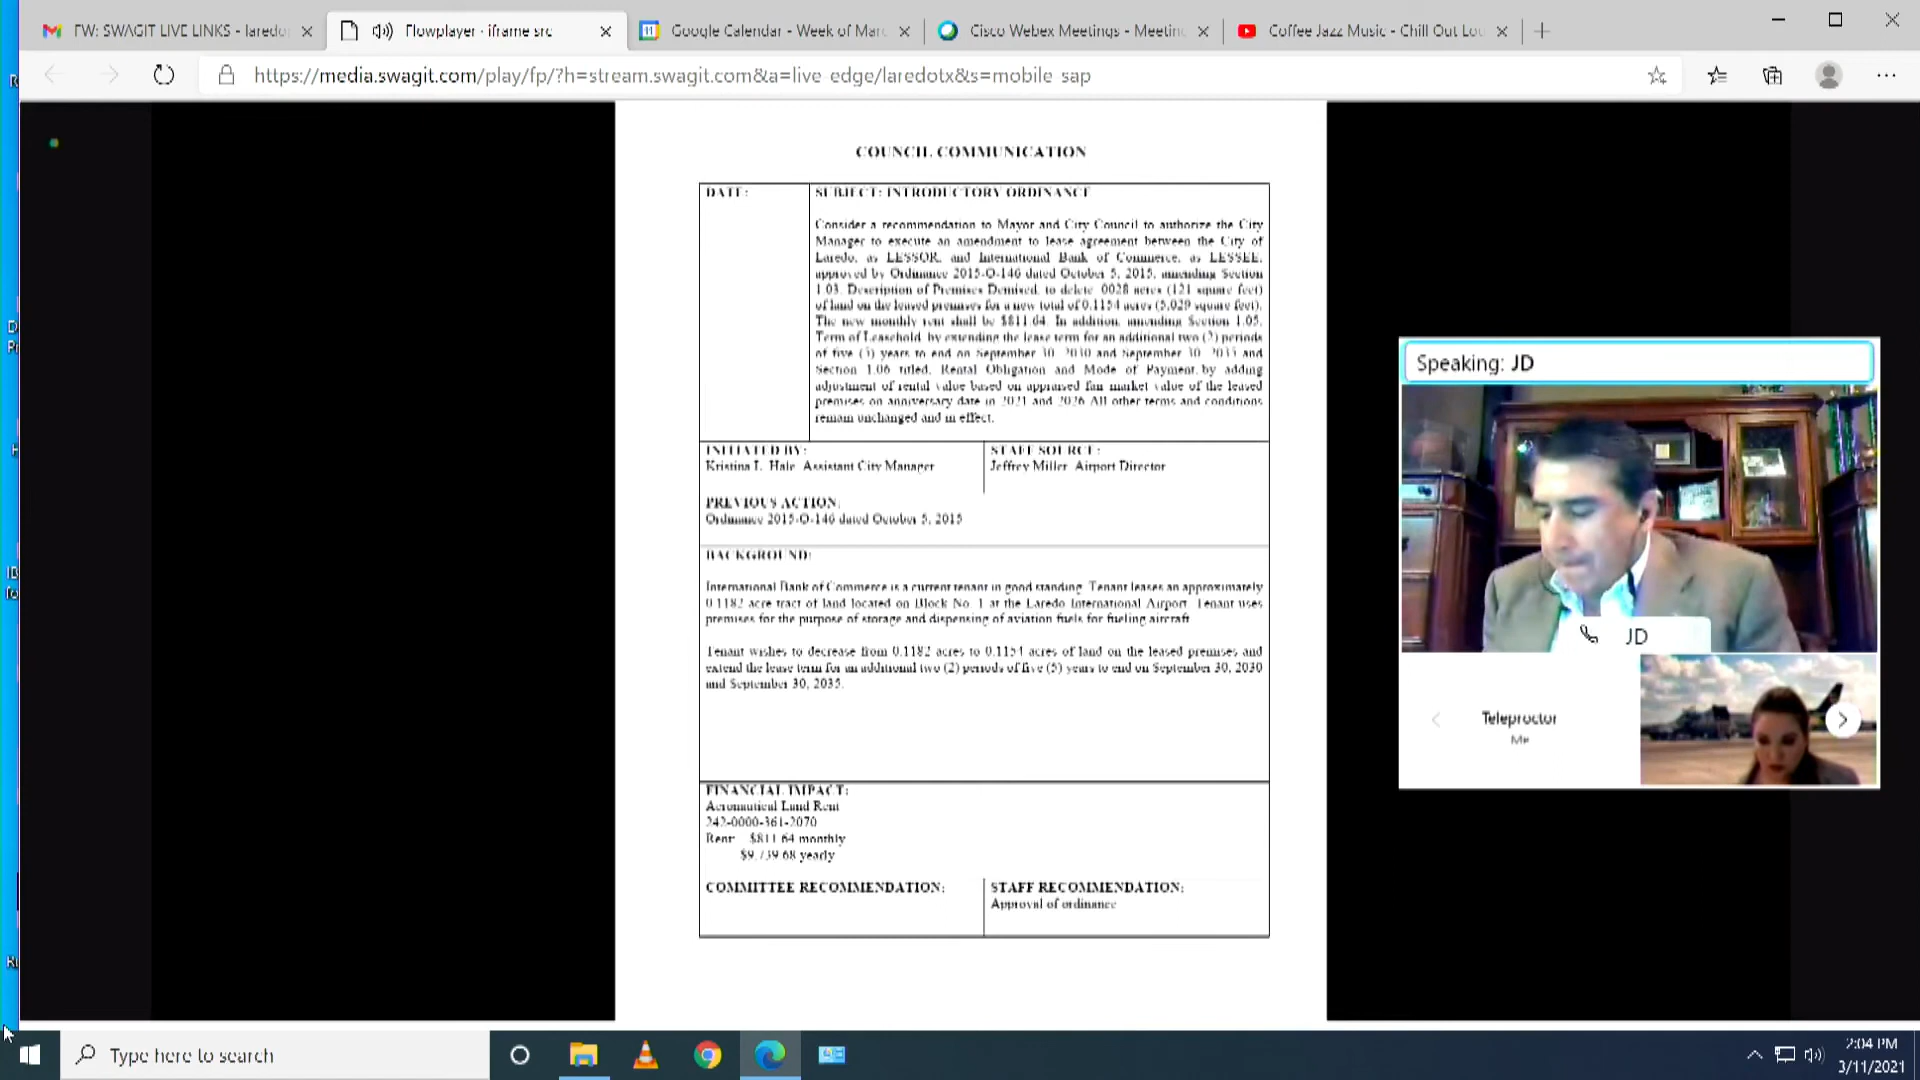 FW: SWAGIT LIVE LINKS - laredo
Flowplayer · iframe src
Google Calendar - Week of Mar
Cisco Webex Meetings - Meetin
Coffee Jazz Music - Chill Out Lou
https://media.swagit.com/play/fp/?h=stream.swagit.com&a=live edge/laredotx&s=mobile sap
COUNCIL COMMUNICATION
DATE:
SUBJECT: INTRODUCTORY ORDINANCE
Consider a recommendation to Mayor and City Council to authorize the City
Manager to execute an amendment to lease agreement between the City of
Laredo, as LESSOR, and International Bank of Commerce, as LESSEE,
approved by Ordinance 2015-O-146 dated October 5, 2015, amending Section
1.03, Description of Premises Demised, to delete .0028 acres (121 square feet)
of land on the leased premises for a new total of 0.1154 acres (5,029 square feet).
The new monthly rent shall be $811.64. In addition, amending Section 1.05,
Term of Leasehold, by extending the lease term for an additional two (2) periods
of five (5) years to end on September 30, 2030 and September 30, 2035 and
Section 1.06 titled, Rental Obligation and Mode of Payment, by adding
adjustment of rental value based on appraised fair market value of the leased
premises on anniversary date in 2021 and 2026 All other terms and conditions
remain unchanged and in effect.
INITIATED BY:
Kristina L. Hale Assistant City Manager
STAFF SOURCE:
Jeffrey Miller Airport Director
PREVIOUS ACTION:
Ordinance 2015-O-146 dated October 5, 2015
BACKGROUND:
International Bank of Commerce is a current tenant in good standing. Tenant leases an approximately
0.1182 acre tract of land located on Block No. 1 at the Laredo International Airport. Tenant uses
premises for the purpose of storage and dispensing of aviation fuels for fueling aircraft
Tenant wishes to decrease from 0.1182 acres to 0.1154 acres of land on the leased premises and
extend the lease term for an additional two (2) periods of five (5) years to end on September 30, 2030
and September 30, 2035.
FINANCIAL IMPACT:
Aeronautical Land Rent
242-0000-361-2070
Rent: $811.64 monthly
$9,739.68 yearly
COMMITTEE RECOMMENDATION:
STAFF RECOMMENDATION:
Approval of ordinance
Speaking: JD
JD
Teleproctor
Me
Type here to search
2:04 PM
3/11/2021